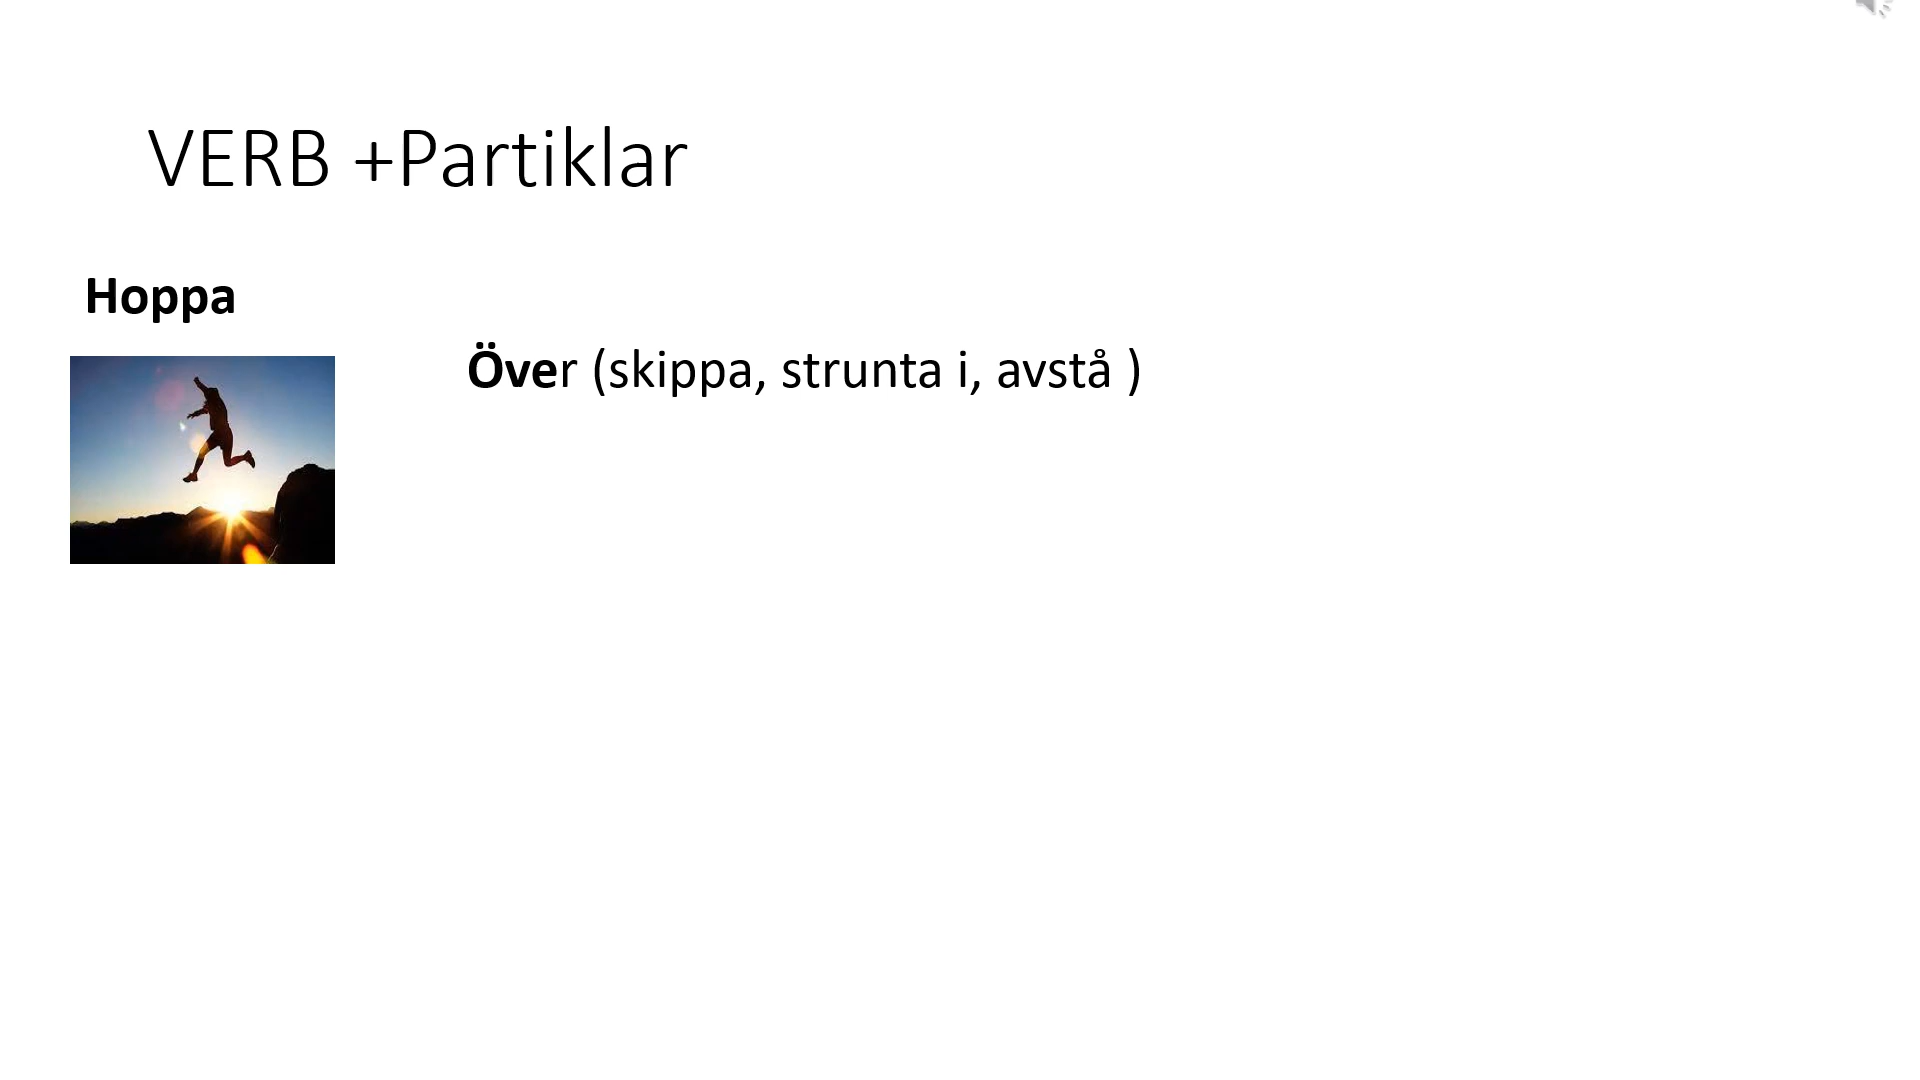 VERB +Partiklar
Hoppa
Över (skippa, strunta i, avstå )